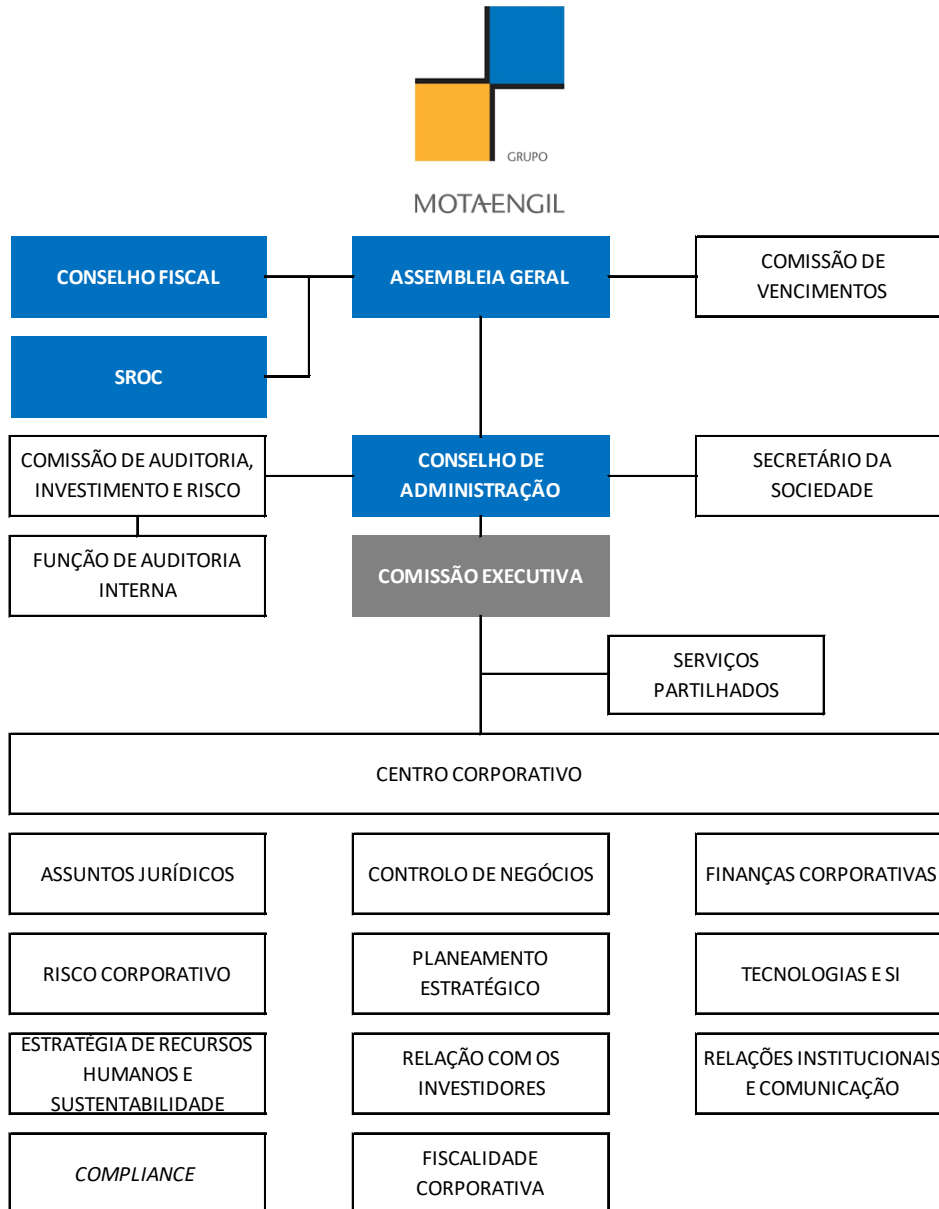 GRUPO
MOTA-ENGIL
CONSELHO FISCAL
ASSEMBLEIA GERAL
COMISSÃO DE
VENCIMENTOS
SROC
COMISSÃO DE AUDITORIA,
INVESTIMENTO E RISCO
CONSELHO DE
ADMINISTRAÇÃO
SECRETÁRIO DA
SOCIEDADE
FUNÇÃO DE AUDITORIA
INTERNA
COMISSÃO EXECUTIVA
SERVIÇOS
PARTILHADOS
CENTRO CORPORATIVO
ASSUNTOS JURÍDICOS
CONTROLO DE NEGÓCIOS
FINANÇAS CORPORATIVAS
RISCO CORPORATIVO
PLANEAMENTO
ESTRATÉGICO
TECNOLOGIAS E SI
ESTRATÉGIA DE RECURSOS
HUMANOS E
SUSTENTABILIDADE
RELAÇÃO COM OS
INVESTIDORES
RELAÇÕES INSTITUCIONAIS
E COMUNICAÇÃO
COMPLIANCE
FISCALIDADE
CORPORATIVA